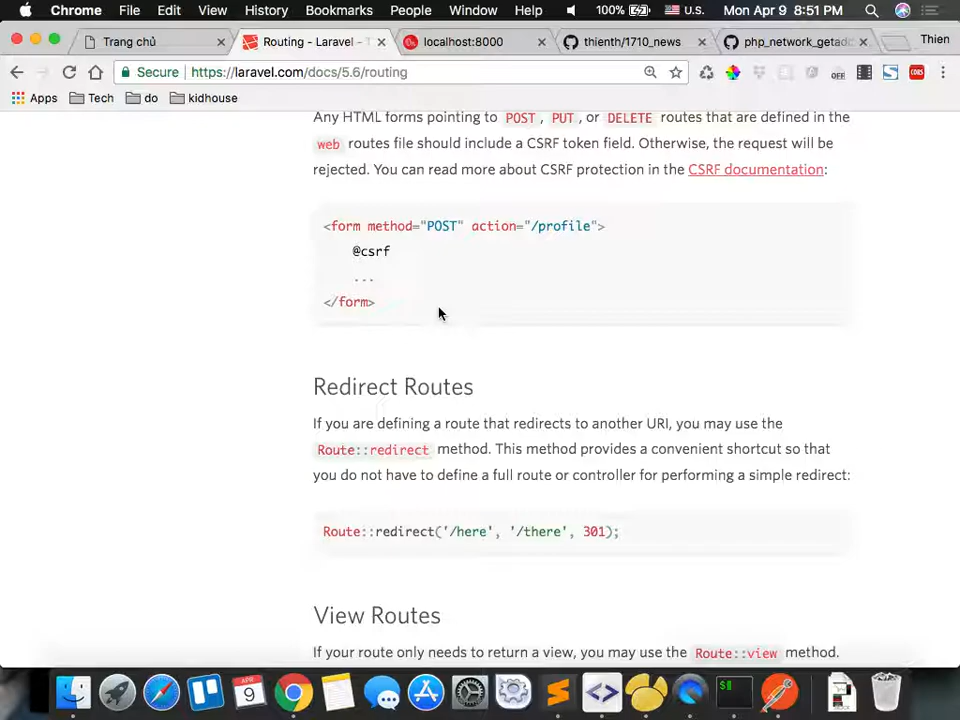 Chrome File Edit View History Bookmarks People Window Help 100% U.S. Mon Apr 9 8:51 PM
Trang chủ Routing - Laravel - T localhost:8000 thienth/1710_news php_network_getadd Thien
Secure https://laravel.com/docs/5.6/routing OFF CORS
Apps Tech do kidhouse
Any HTML forms pointing to POST, PUT, or DELETE routes that are defined in the
web routes file should include a CSRF token field. Otherwise, the request will be
rejected. You can read more about CSRF protection in the CSRF documentation:
<form method="POST" action="/profile">
@csrf
...
</form>
Redirect Routes
If you are defining a route that redirects to another URI, you may use the
Route::redirect method. This method provides a convenient shortcut so that
you do not have to define a full route or controller for performing a simple redirect:
Route::redirect('/here', '/there', 301);
View Routes
If your route only needs to return a view, you may use the Route::view method.
APR
9
$